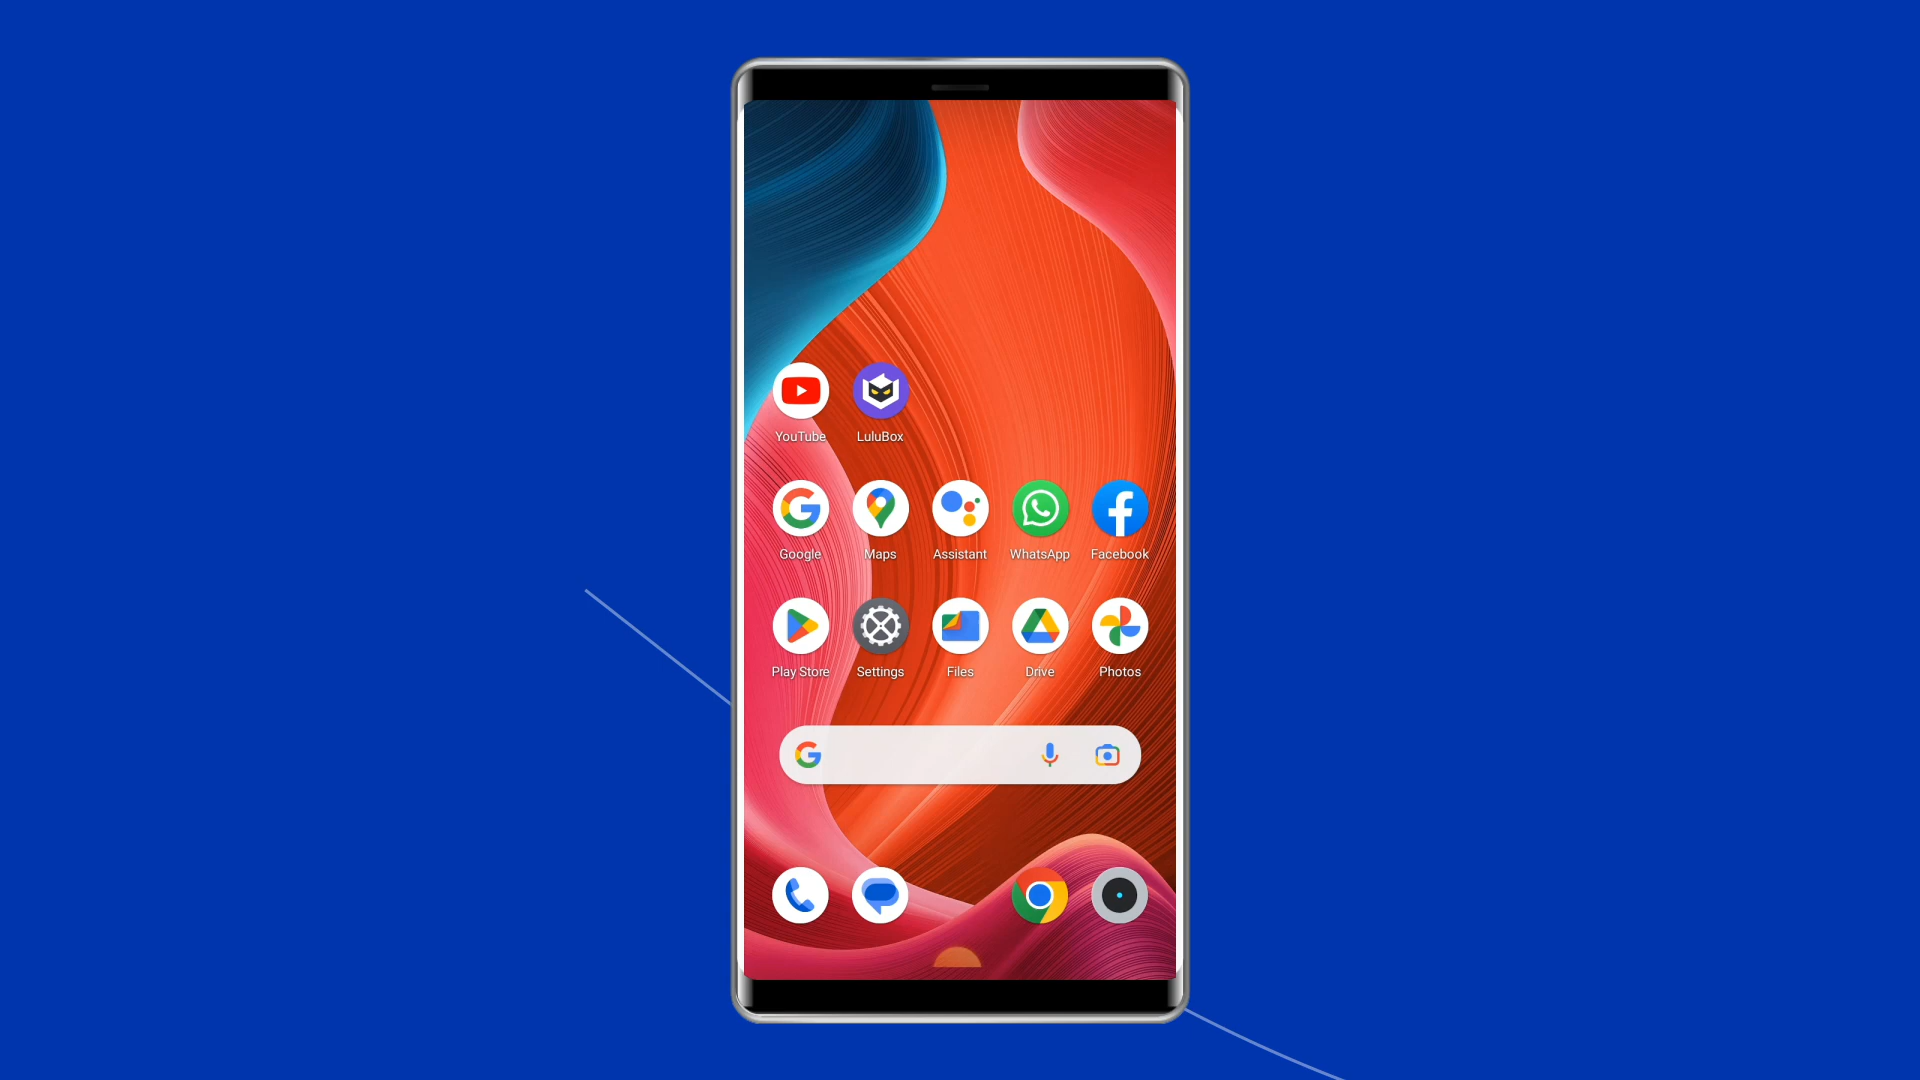 YouTube LuluBox
Google Maps Assistant WhatsApp Facebook
Play Store Settings Files Drive Photos